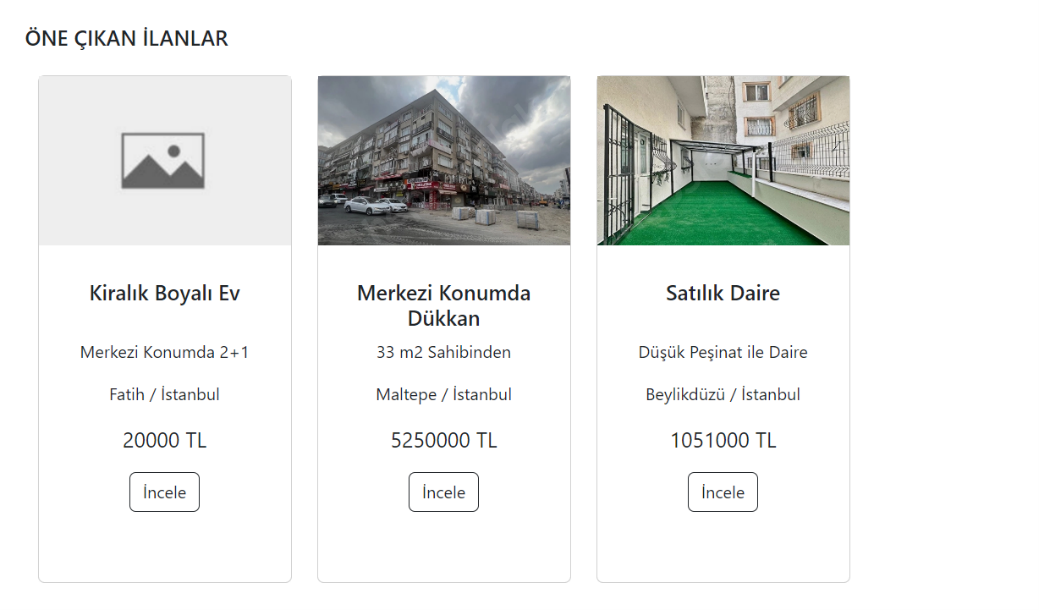 ÖNE ÇIKAN İLANLAR
Kiralık Boyalı Ev
Merkezi Konumda 2+1
Fatih / İstanbul
20000 TL
İncele
Merkezi Konumda
Dükkan
33 m2 Sahibinden
Maltepe / İstanbul
5250000 TL
İncele
Satılık Daire
Düşük Peşinat ile Daire
Beylikdüzü / İstanbul
1051000 TL
İncele